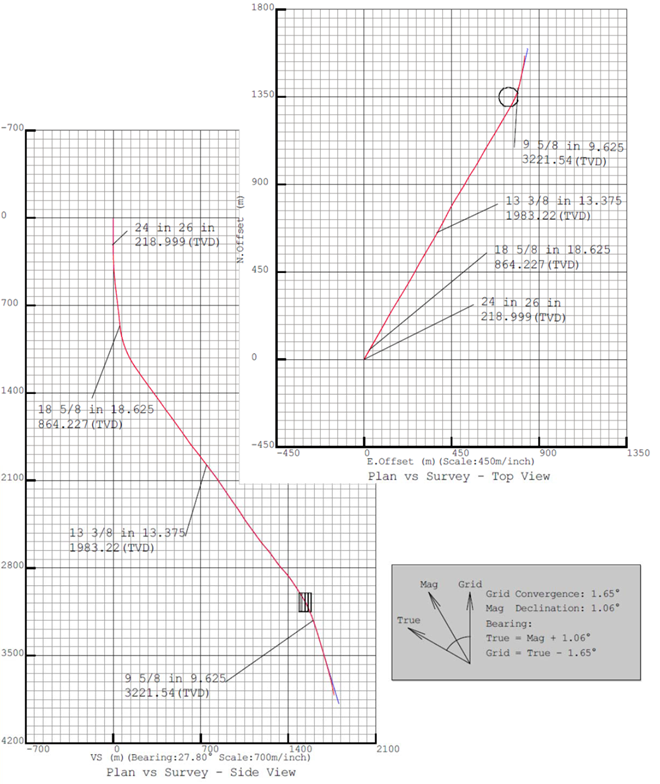 1800
1350
900
450
0
-450
N.Offset (m)
-450
0
450
900
1350
E.Offset (m)(Scale:450m/inch)
Plan vs Survey - Top View
9 5/8 in 9.625
3221.54(TVD)
13 3/8 in 13.375
1983.22(TVD)
18 5/8 in 18.625
864.227(TVD)
24 in 26 in
218.999(TVD)
-700
0
700
1400
2100
2800
3500
4200
24 in 26 in
218.999(TVD)
18 5/8 in 18.625
864.227(TVD)
13 3/8 in 13.375
1983.22(TVD)
9 5/8 in 9.625
3221.54(TVD)
-700
0
700
1400
2100
VS (m)(Bearing:27.80° Scale:700m/inch)
Plan vs Survey - Side View
Mag
Grid
True
Grid Convergence: 1.65°
Mag Declination: 1.06°
Bearing:
True = Mag + 1.06°
Grid = True - 1.65°